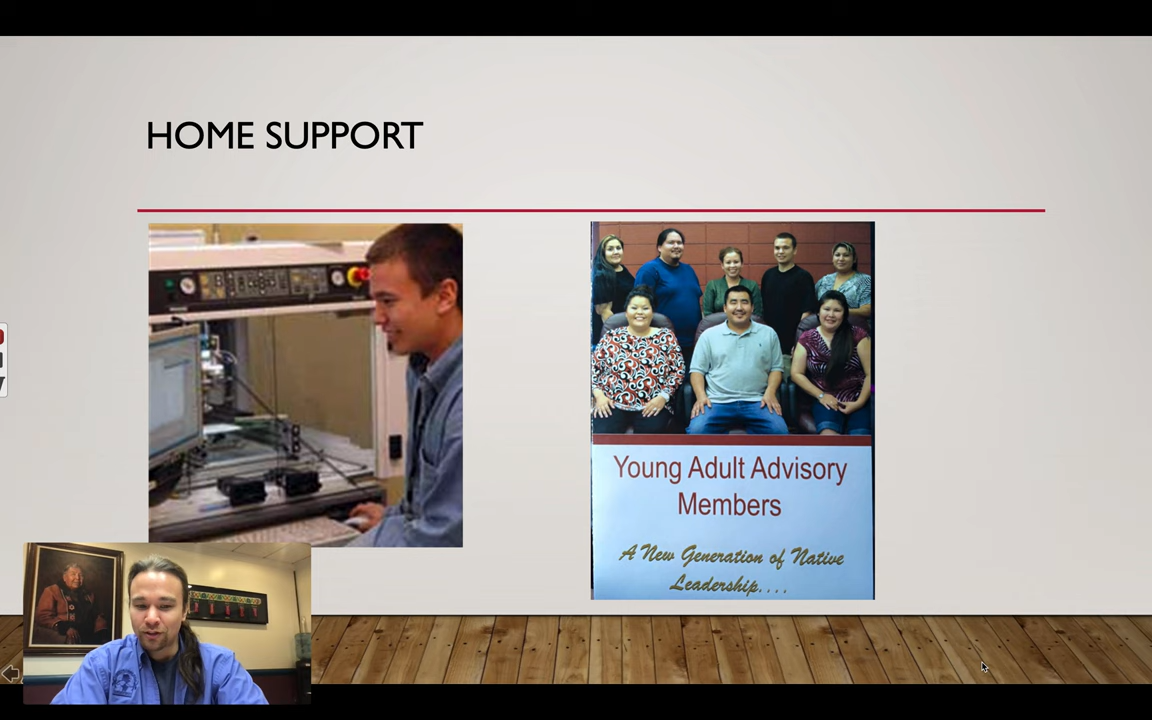 HOME SUPPORT
Young Adult Advisory
Members
A New Generation of Native
Leadership....